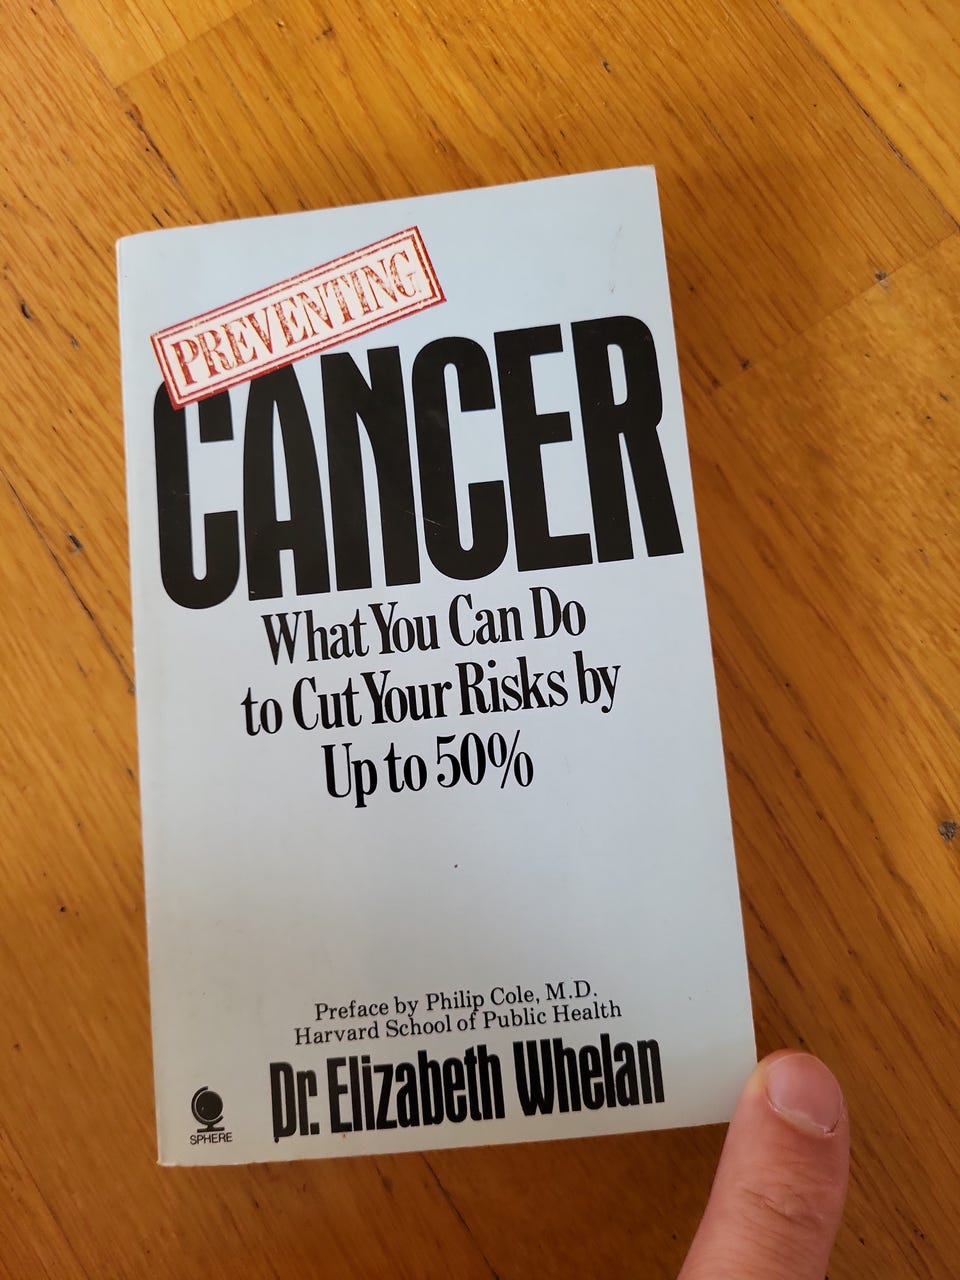 PREVENTING
CANCER
What You Can Do
to Cut Your Risks by
Up to 50%
Preface by Philip Cole, M.D.
Harvard School of Public Health
Dr. Elizabeth Whelan
SPHERE